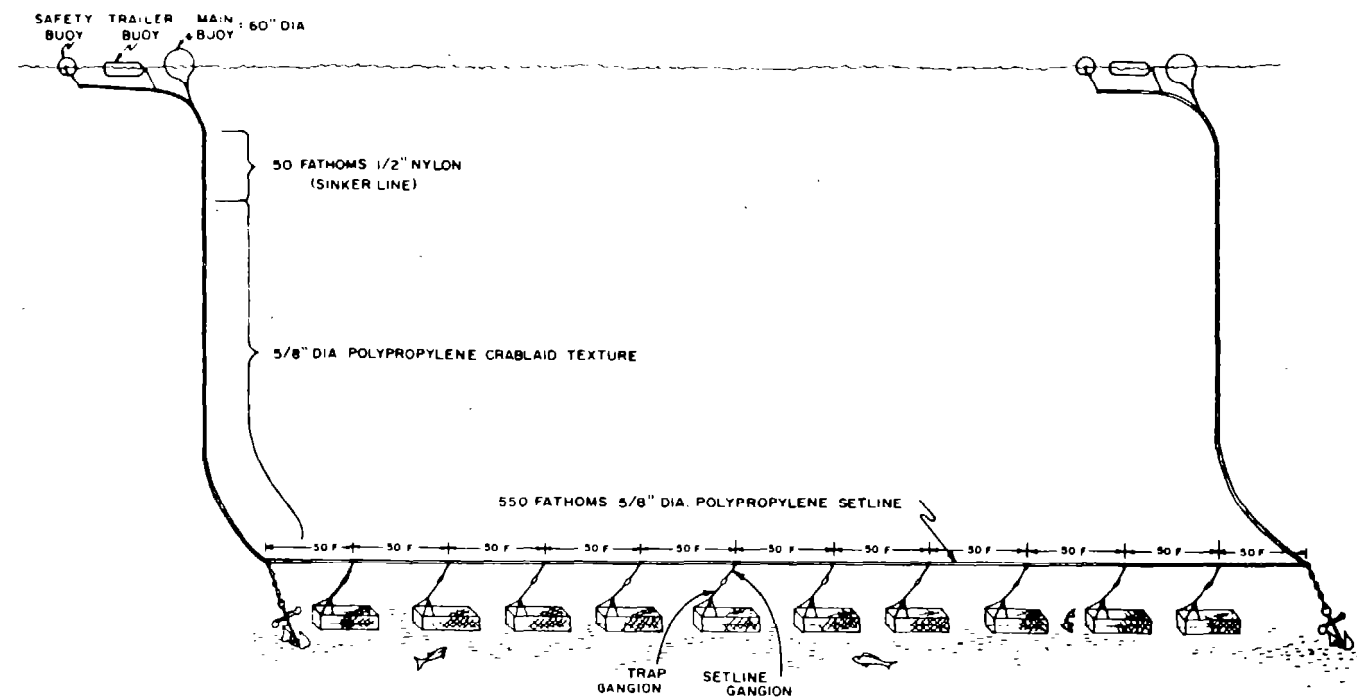 SAFETY BUOY
TRAILER BUOY
MAIN BUOY : 60" DIA
50 FATHOMS 1/2" NYLON
(SINKER LINE)
5/8" DIA POLYPROPYLENE CRABLAID TEXTURE
550 FATHOMS 5/8" DIA. POLYPROPYLENE SETLINE
50 F 50 F 50 F 50 F 50 F 50 F 50 F 50 F 50 F 50 F 50 F
TRAP GANGION
SETLINE GANGION